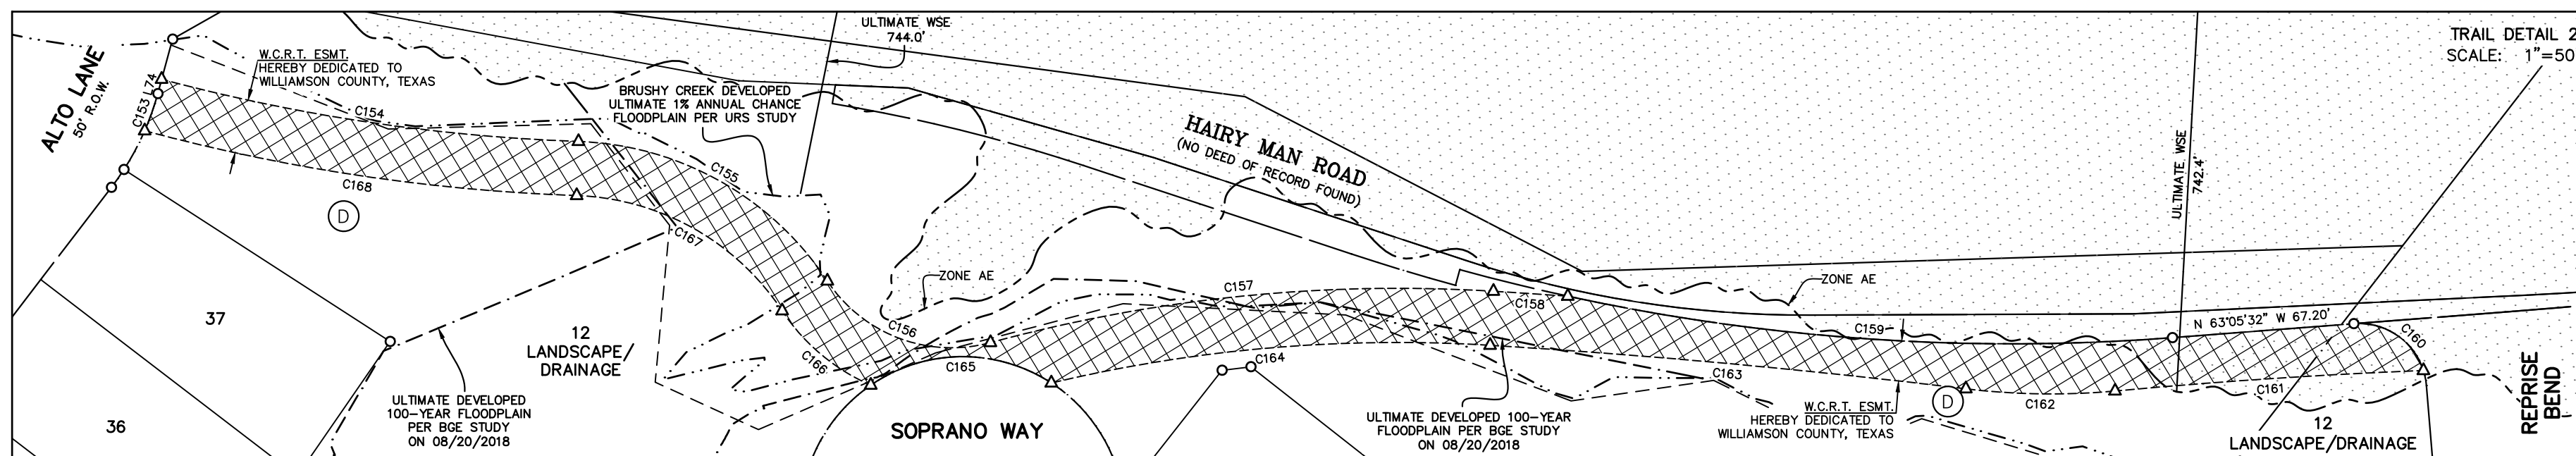 ULTIMATE WSE
744.0'
TRAIL DETAIL 2
SCALE: 1"=50
ALTO LANE
50' R.O.W.
C153 L74
W.C.R.T. ESMT.
HEREBY DEDICATED TO
WILLIAMSON COUNTY, TEXAS
C154
BRUSHY CREEK DEVELOPED
ULTIMATE 1% ANNUAL CHANCE
FLOODPLAIN PER URS STUDY
HAIRY MAN ROAD
(NO DEED OF RECORD FOUND)
ULTIMATE WSE
742.4'
C155
C168
D
C167
ZONE AE
C157
C158
ZONE AE
C156
C159
N 63°05'32" W 67.20'
C160
37
12
LANDSCAPE/
DRAINAGE
C166
C165
C164
C163
C161
C162
REPRISE
BEND
ULTIMATE DEVELOPED
100-YEAR FLOODPLAIN
PER BGE STUDY
ON 08/20/2018
36
SOPRANO WAY
ULTIMATE DEVELOPED 100-YEAR
FLOODPLAIN PER BGE STUDY
ON 08/20/2018
W.C.R.T. ESMT.
HEREBY DEDICATED TO
WILLIAMSON COUNTY, TEXAS
D
12
LANDSCAPE/DRAINAGE